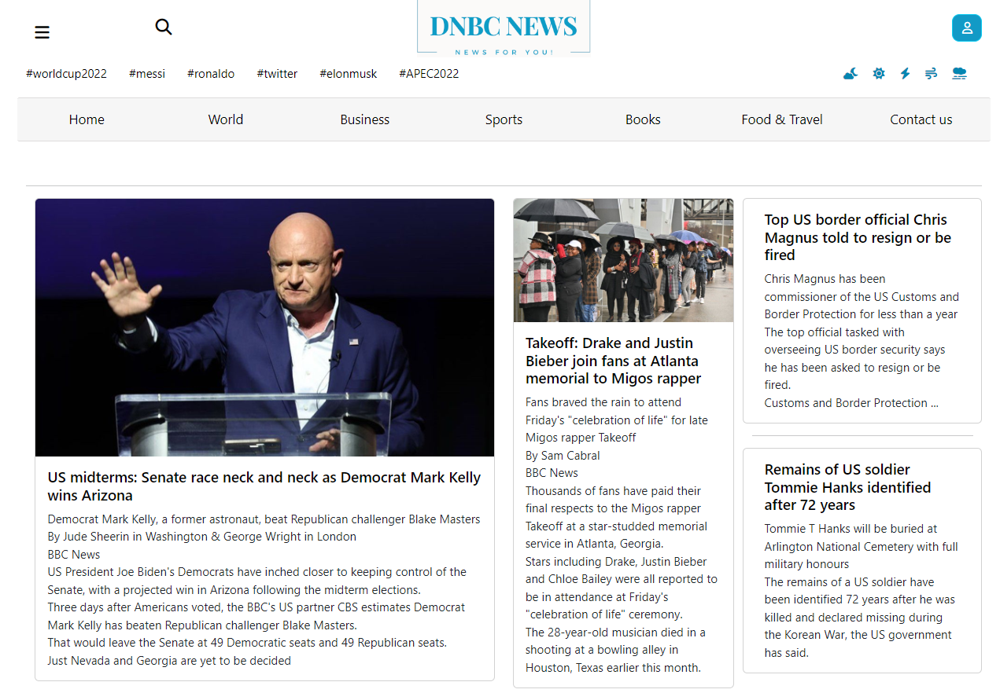 DNBC NEWS
NEWS FOR YOU!
#worldcup2022 #messi #ronaldo #twitter #elonmusk #APEC2022
Home World Business Sports Books Food & Travel Contact us
US midterms: Senate race neck and neck as Democrat Mark Kelly
wins Arizona
Democrat Mark Kelly, a former astronaut, beat Republican challenger Blake Masters
By Jude Sheerin in Washington & George Wright in London
BBC News
US President Joe Biden's Democrats have inched closer to keeping control of the
Senate, with a projected win in Arizona following the midterm elections.
Three days after Americans voted, the BBC's US partner CBS estimates Democrat
Mark Kelly has beaten Republican challenger Blake Masters.
That would leave the Senate at 49 Democratic seats and 49 Republican seats.
Just Nevada and Georgia are yet to be decided
Takeoff: Drake and Justin
Bieber join fans at Atlanta
memorial to Migos rapper
Fans braved the rain to attend
Friday's "celebration of life" for late
Migos rapper Takeoff
By Sam Cabral
BBC News
Thousands of fans have paid their
final respects to the Migos rapper
Takeoff at a star-studded memorial
service in Atlanta, Georgia.
Stars including Drake, Justin Bieber
and Chloe Bailey were all reported to
be in attendance at Friday's
"celebration of life" ceremony.
The 28-year-old musician died in a
shooting at a bowling alley in
Houston, Texas earlier this month.
Top US border official Chris
Magnus told to resign or be
fired
Chris Magnus has been
commissioner of the US Customs and
Border Protection for less than a year
The top official tasked with
overseeing US border security says
he has been asked to resign or be
fired.
Customs and Border Protection ...
Remains of US soldier
Tommie Hanks identified
after 72 years
Tommie T Hanks will be buried at
Arlington National Cemetery with full
military honours
The remains of a US soldier have
been identified 72 years after he was
killed and declared missing during
the Korean War, the US government
has said.